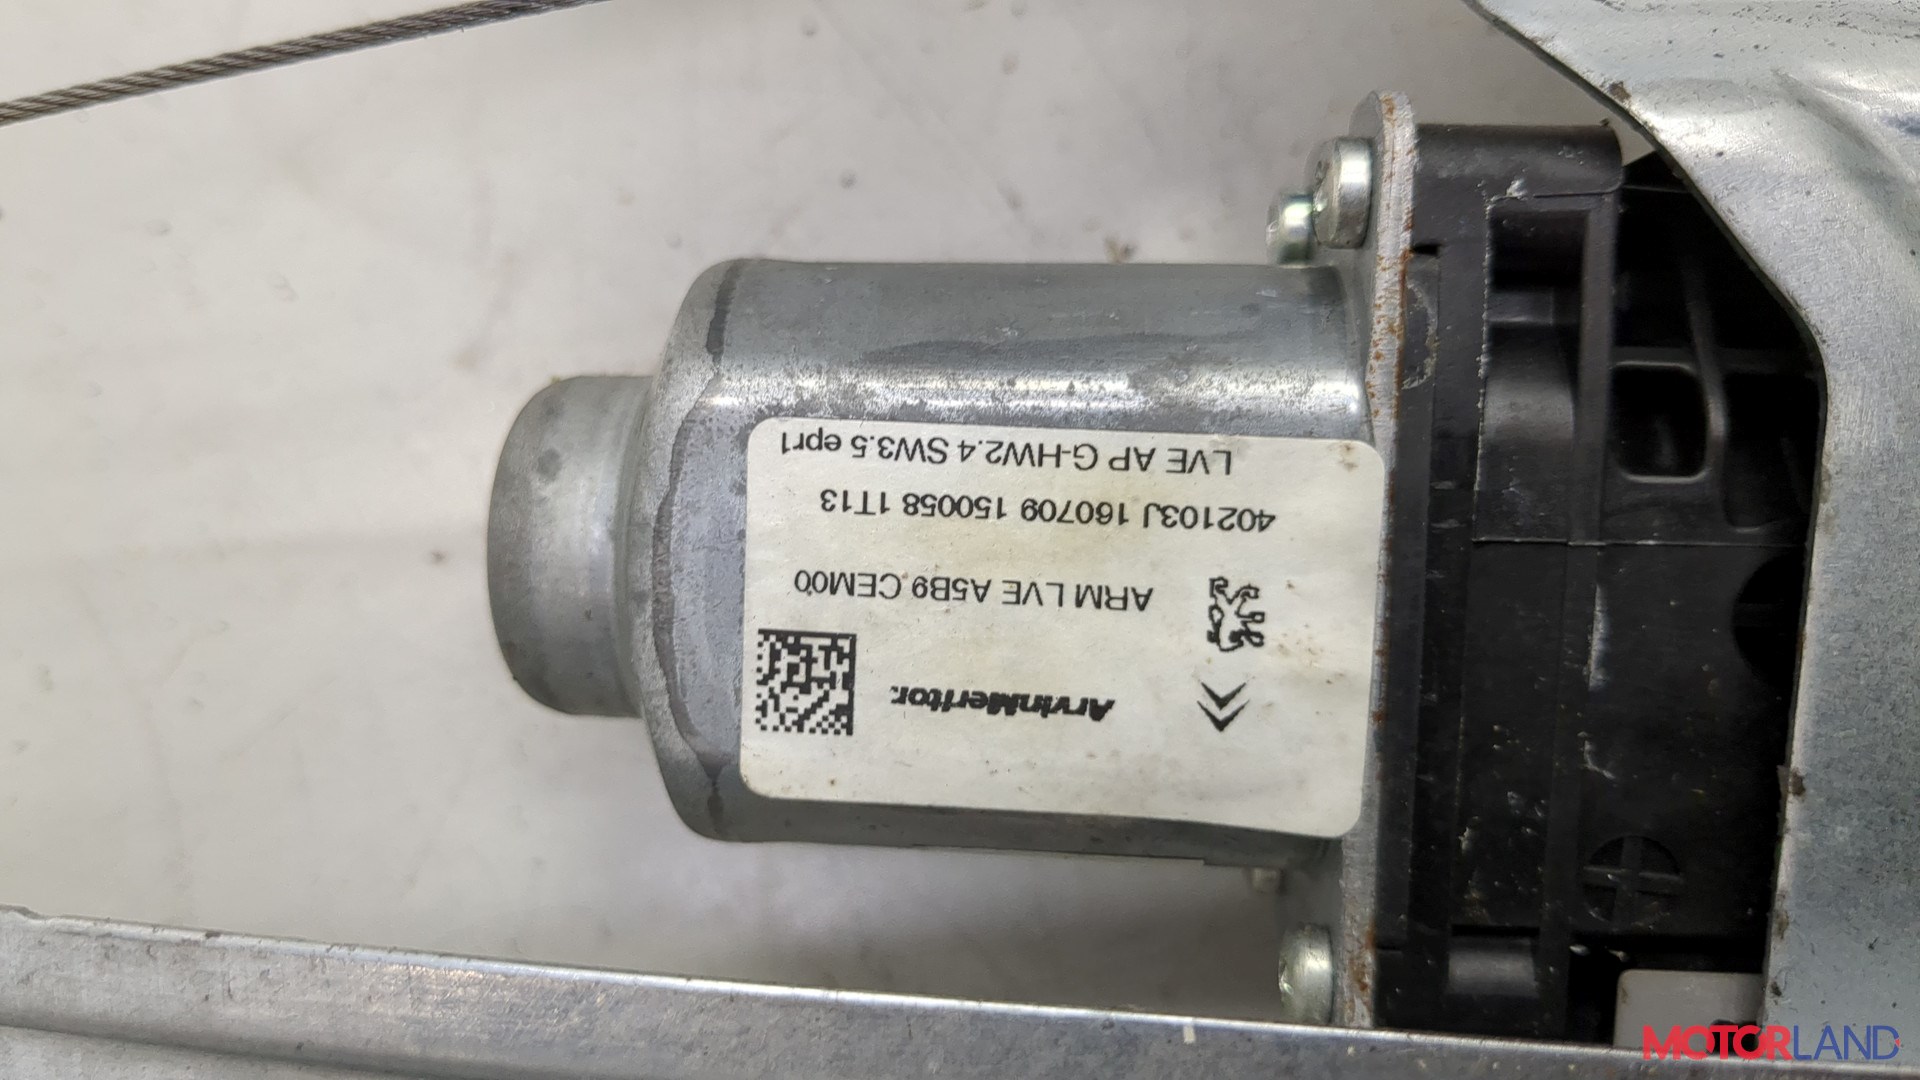 ArvinMeritor.
ARM LVE A5B9 CEM00
402103J 160709 150058 1T13
LVE AP G-HW2.4 SW3.5 epr1
MOTORLAND